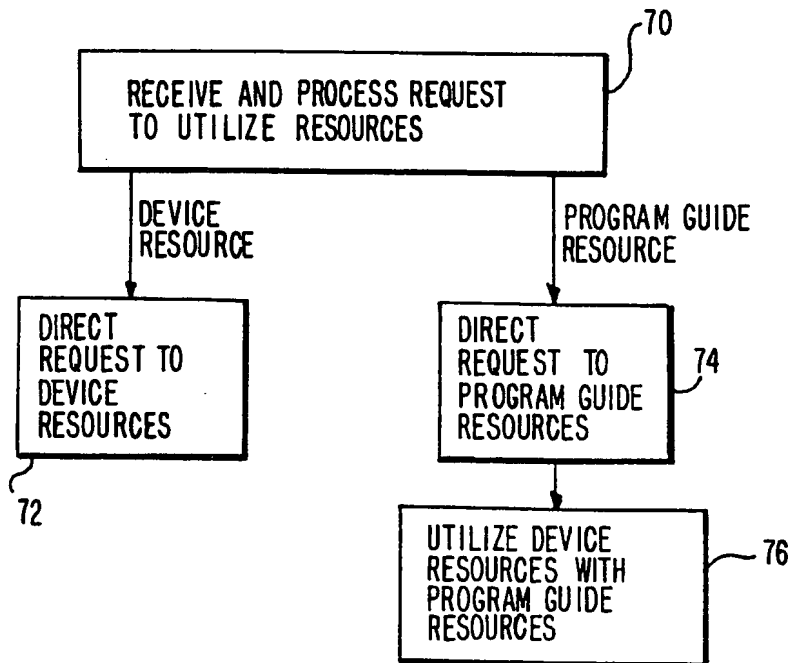 70
RECEIVE AND PROCESS REQUEST
TO UTILIZE RESOURCES
DEVICE
RESOURCE
PROGRAM GUIDE
RESOURCE
DIRECT
REQUEST TO
DEVICE
RESOURCES
72
DIRECT
REQUEST TO
PROGRAM GUIDE
RESOURCES
74
UTILIZE DEVICE
RESOURCES WITH
PROGRAM GUIDE
RESOURCES
76